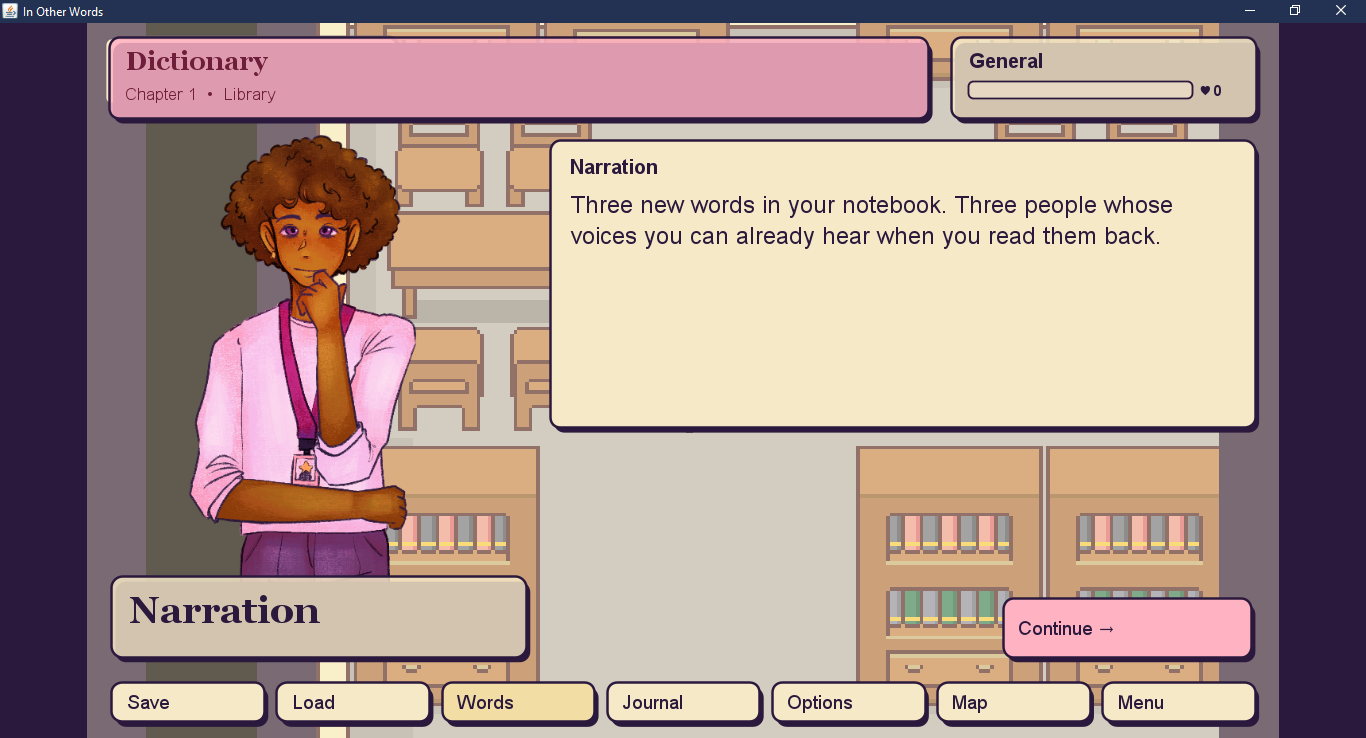 In Other Words
Dictionary
Chapter 1 • Library
General
♥ 0
Narration
Three new words in your notebook. Three people whose
voices you can already hear when you read them back.
Narration
Continue →
Save
Load
Words
Journal
Options
Map
Menu